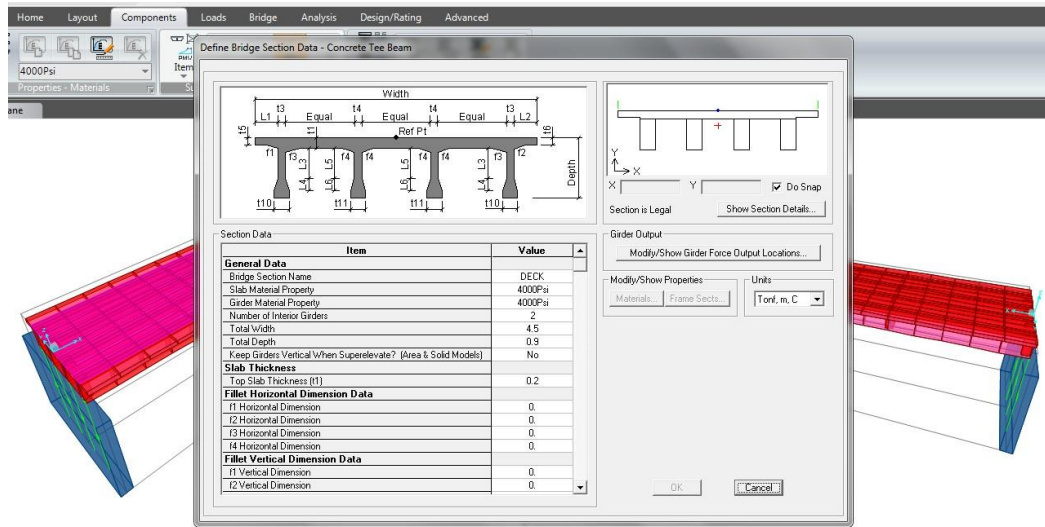 Home Layout Components Loads Bridge Analysis Design/Rating Advanced
4000Psi
Item
Properties - Materials
Define Bridge Section Data - Concrete Tee Beam
Width
L1 t3 Equal t4 Equal t4 Equal t3 L2
t5 t1 Ref Pt t6
f1 f3 L3 L5 f4 f4 L5 f4 f4 L3 f3 f2
L4 L6 L6 L4 Depth
t10 t11 t11 t10
Y
X
X Y Do Snap
Section is Legal Show Section Details...
Section Data
Item Value
General Data
Bridge Section Name DECK
Slab Material Property 4000Psi
Girder Material Property 4000Psi
Number of Interior Girders 2
Total Width 4.5
Total Depth 0.9
Keep Girders Vertical When Superelevate? (Area & Solid Models) No
Slab Thickness
Top Slab Thickness (t1) 0.2
Fillet Horizontal Dimension Data
f1 Horizontal Dimension 0.
f2 Horizontal Dimension 0.
f3 Horizontal Dimension 0.
f4 Horizontal Dimension 0.
Fillet Vertical Dimension Data
f1 Vertical Dimension 0.
f2 Vertical Dimension 0.
Girder Output
Modify/Show Girder Force Output Locations...
Modify/Show Properties
Materials... Frame Sects...
Units
Tonf, m, C
OK Cancel